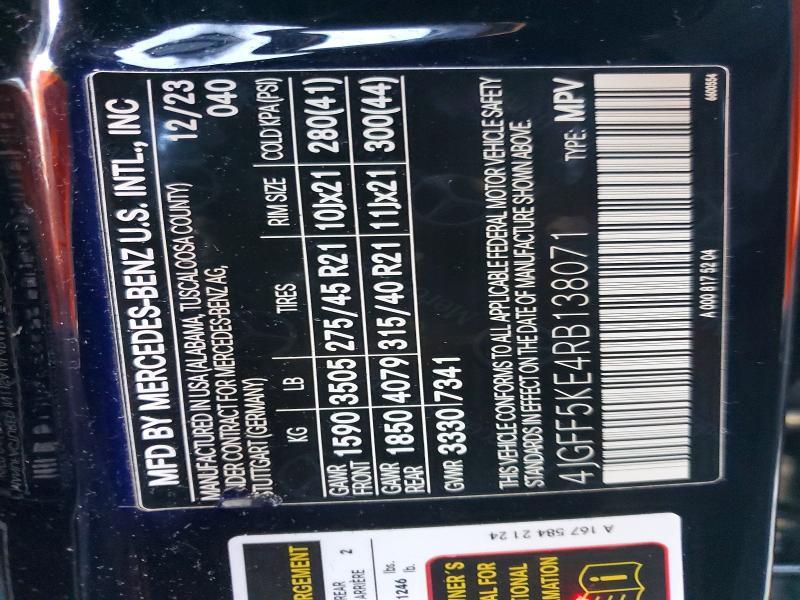 MFD BY MERCEDES-BENZ U.S. INTL., INC
MANUFACTURED IN USA (ALABAMA, TUSCALOOSA COUNTY) 12/23
UNDER CONTRACT FOR MERCEDES-BENZ AG, 040
STUTTGART (GERMANY)
KG LB TIRES RIM SIZE COLD KPA (PSI)
GAWR FRONT 1590 3505 275/45 R21 10Jx21 280(41)
GAWR REAR 1850 4079 315/40 R21 11Jx21 300(44)
GVWR 3330 7341
THIS VEHICLE CONFORMS TO ALL APPLICABLE FEDERAL MOTOR VEHICLE SAFETY
STANDARDS IN EFFECT ON THE DATE OF MANUFACTURE SHOWN ABOVE.
4JGFF5KE4RB138071 TYPE: MPV
A 000 817 52 04 6600554
A 167 584 21 24
2
lbs.
1246 lb.